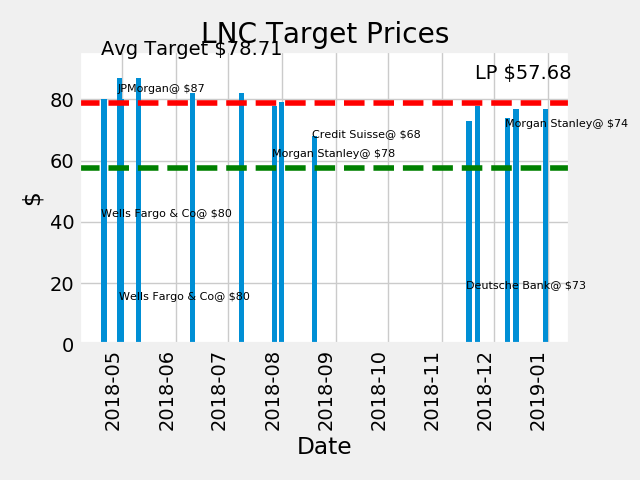 LNC Target Prices
Avg Target $78.71
LP $57.68
JPMorgan@ $87
Morgan Stanley@ $74
Credit Suisse@ $68
Morgan Stanley@ $78
Wells Fargo & Co@ $80
Deutsche Bank@ $73
Wells Fargo & Co@ $80
$
80
60
40
20
0
2018-05
2018-06
2018-07
2018-08
2018-09
2018-10
2018-11
2018-12
2019-01
Date